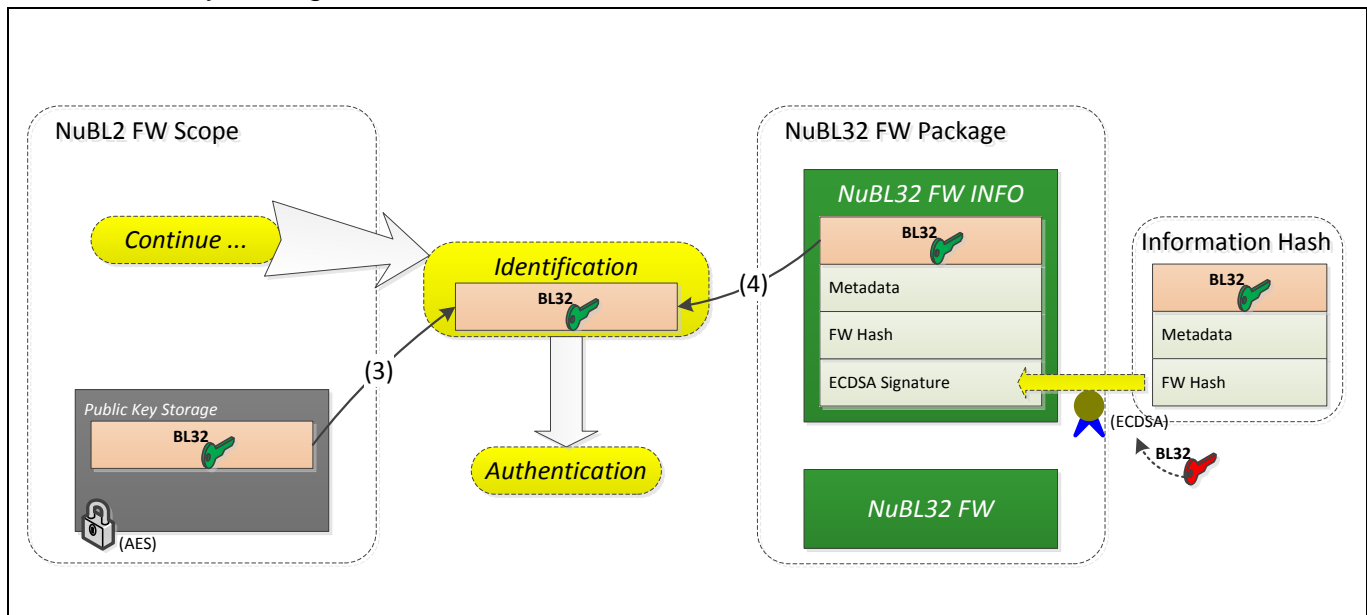 NuBL2 FW Scope
Continue ...
Public Key Storage
BL32
(AES)
(3)
Identification
BL32
Authentication
(4)
NuBL32 FW Package
NuBL32 FW INFO
BL32
Metadata
FW Hash
ECDSA Signature
NuBL32 FW
Information Hash
BL32
Metadata
FW Hash
(ECDSA)
BL32